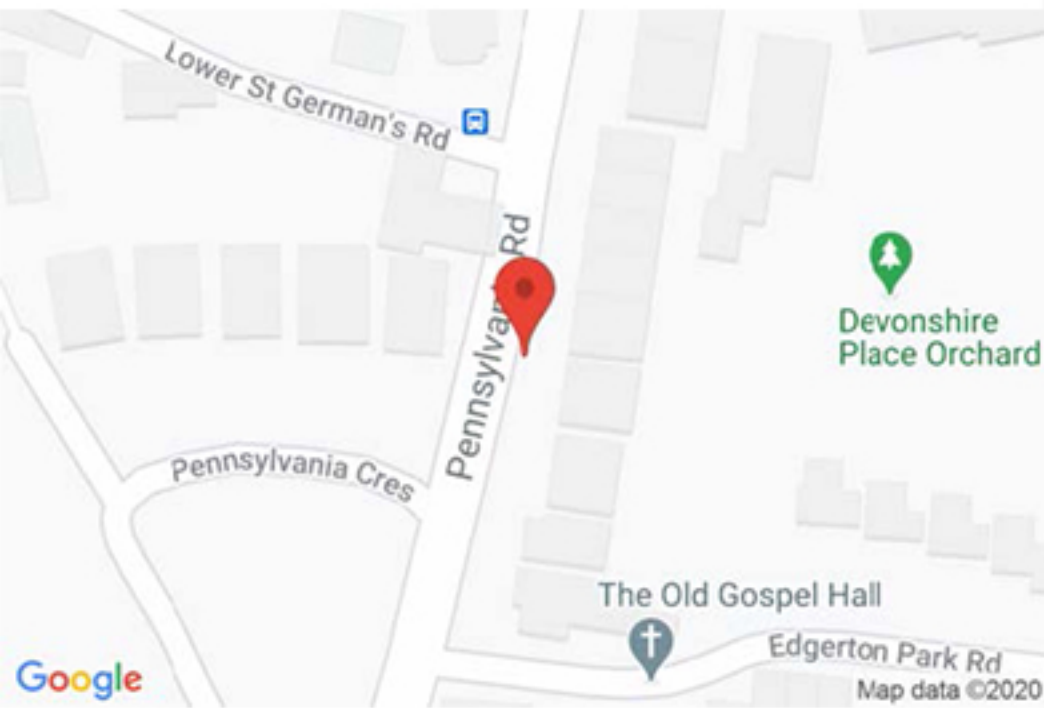 Lower St German's Rd
Pennsylvania Rd
Devonshire
Place Orchard
Pennsylvania Cres
The Old Gospel Hall
Edgerton Park Rd
Google
Map data ©2020